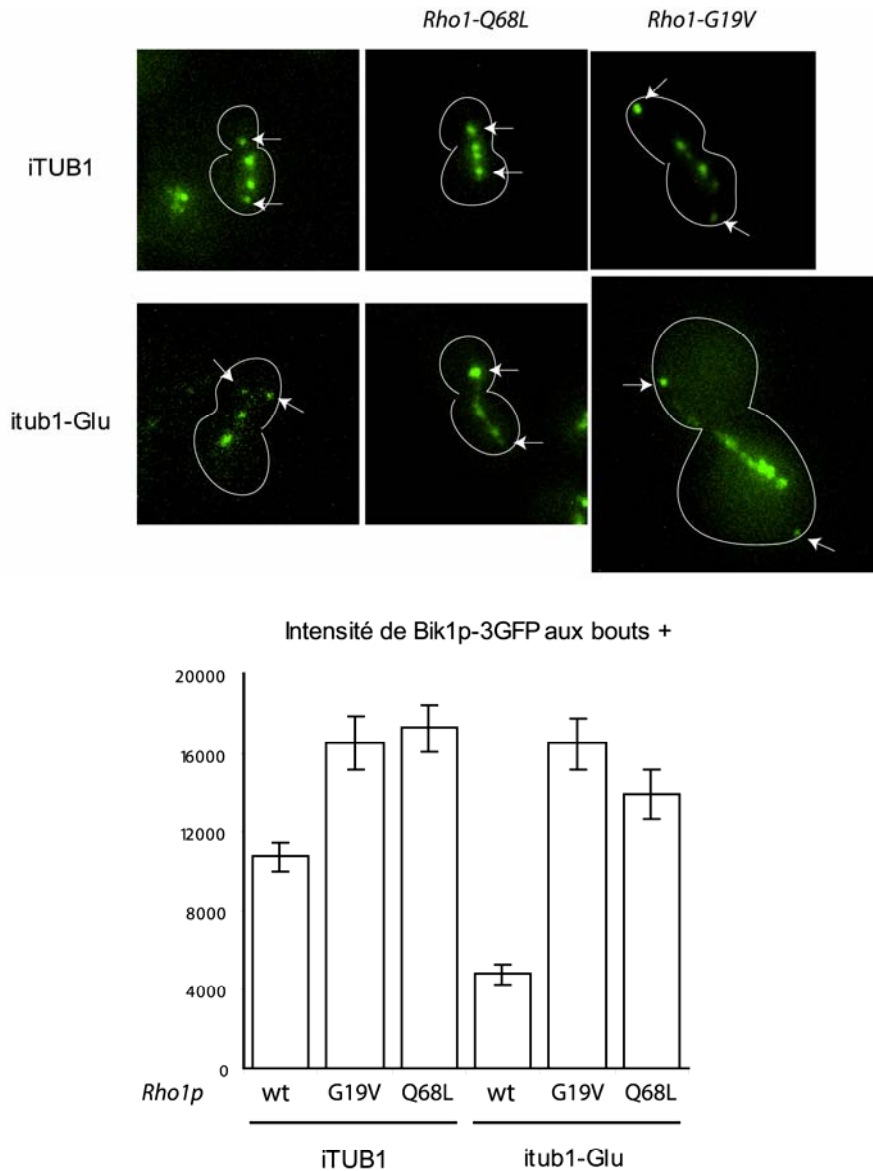 Rho1-Q68L Rho1-G19V
iTUB1
itub1-Glu
Intensité de Bik1p-3GFP aux bouts +
20000
16000
12000
8000
4000
0
Rho1p wt G19V Q68L wt G19V Q68L
iTUB1 itub1-Glu